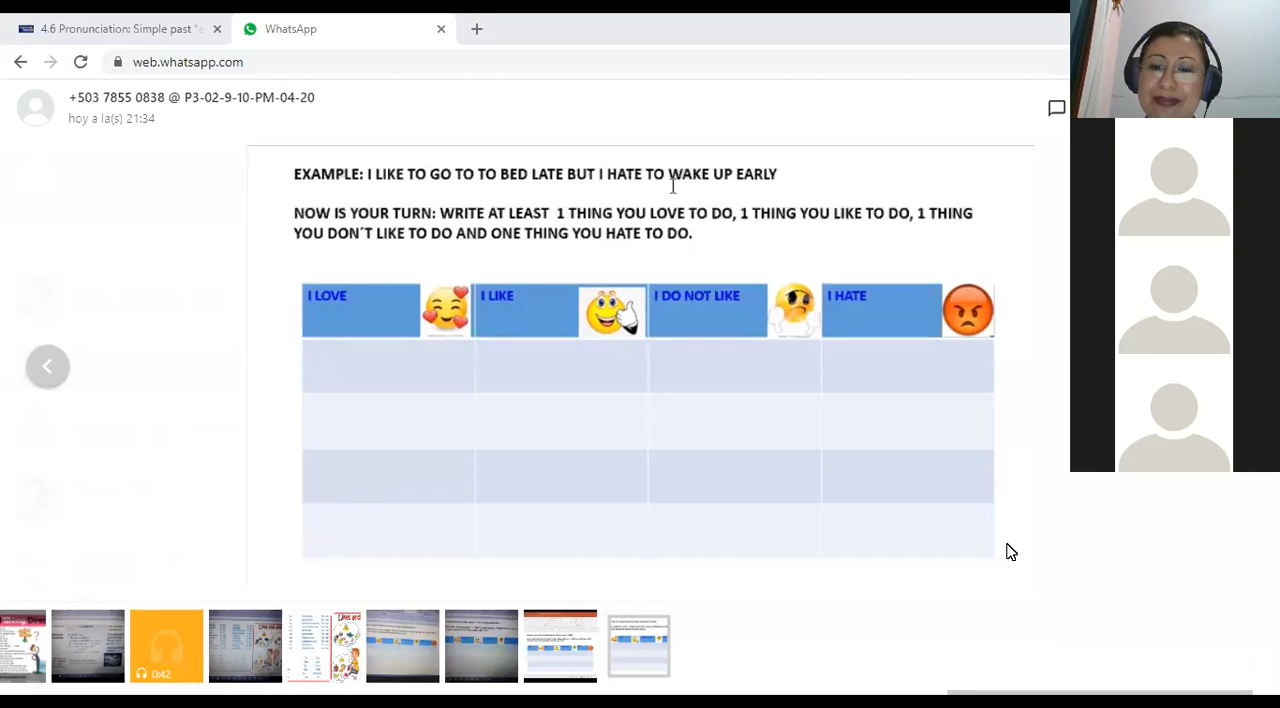 4.6 Pronunciation: Simple past "e
WhatsApp
web.whatsapp.com
+503 7855 0838 @ P3-02-9-10-PM-04-20
hoy a la(s) 21:34
EXAMPLE: I LIKE TO GO TO TO BED LATE BUT I HATE TO WAKE UP EARLY
NOW IS YOUR TURN: WRITE AT LEAST 1 THING YOU LOVE TO DO, 1 THING YOU LIKE TO DO, 1 THING
YOU DON´T LIKE TO DO AND ONE THING YOU HATE TO DO.
I LOVE
I LIKE
I DO NOT LIKE
I HATE
0:42